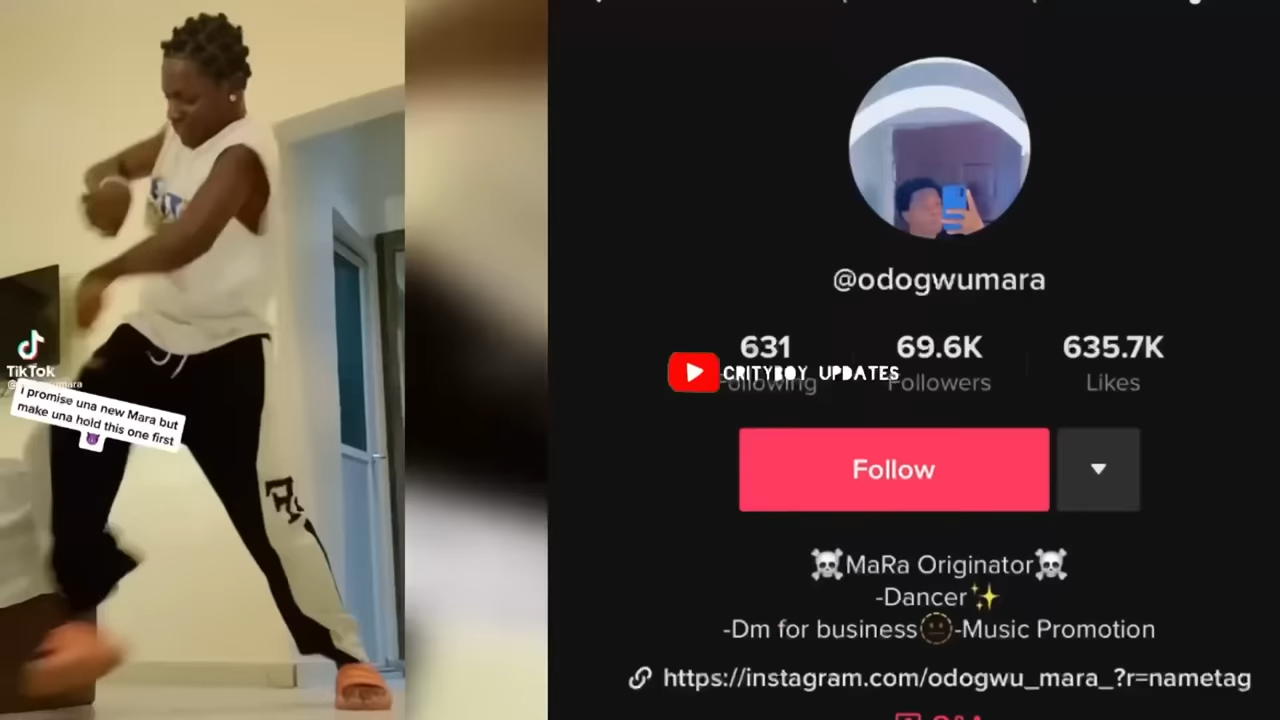 TikTok
I promise una new Mara but
make una hold this one first
@odogwumara
631
69.6K
635.7K
CRITYBOY UPDATES
Following
Followers
Likes
Follow
☠️MaRa Originator☠️
-Dancer✨
-Dm for business-Music Promotion
https://instagram.com/odogwu_mara_?r=nametag